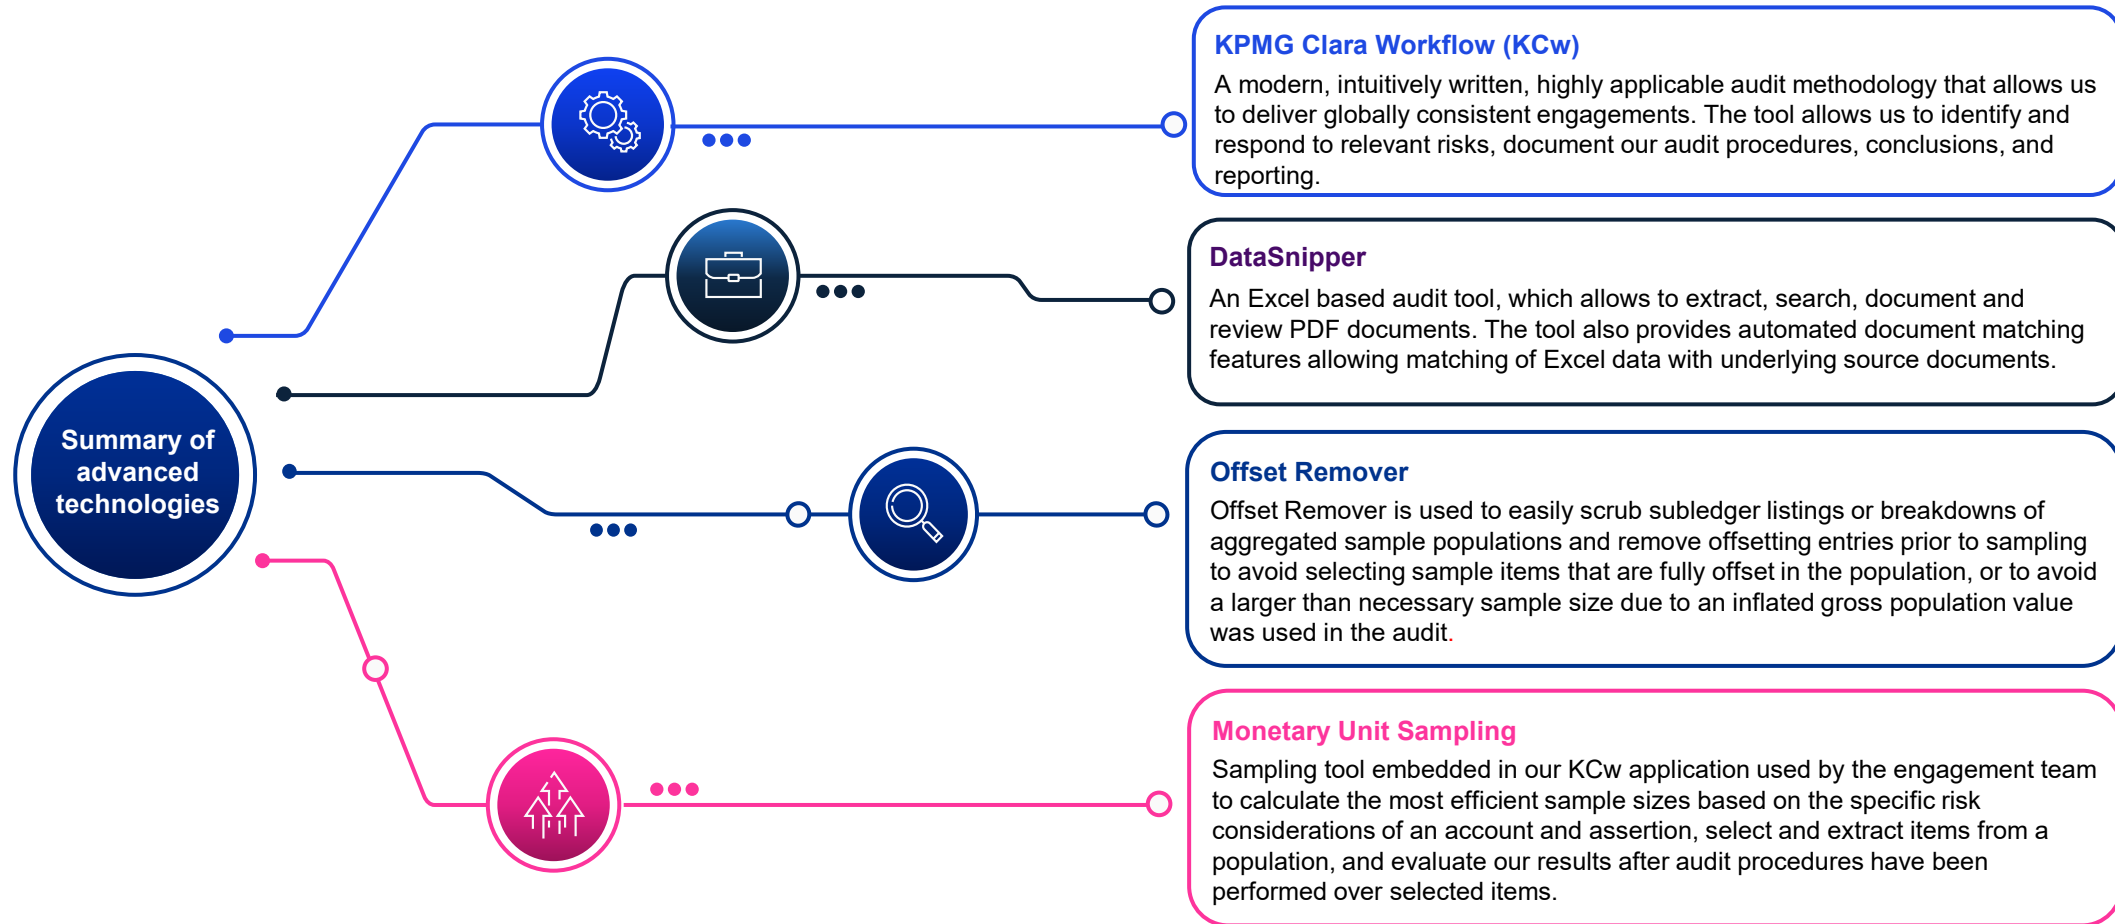 Summary of
advanced
technologies
KPMG Clara Workflow (KCw)
A modern, intuitively written, highly applicable audit methodology that allows us
to deliver globally consistent engagements. The tool allows us to identify and
respond to relevant risks, document our audit procedures, conclusions, and
reporting.
DataSnipper
An Excel based audit tool, which allows to extract, search, document and
review PDF documents. The tool also provides automated document matching
features allowing matching of Excel data with underlying source documents.
Offset Remover
Offset Remover is used to easily scrub subledger listings or breakdowns of
aggregated sample populations and remove offsetting entries prior to sampling
to avoid selecting sample items that are fully offset in the population, or to avoid
a larger than necessary sample size due to an inflated gross population value
was used in the audit.
Monetary Unit Sampling
Sampling tool embedded in our KCw application used by the engagement team
to calculate the most efficient sample sizes based on the specific risk
considerations of an account and assertion, select and extract items from a
population, and evaluate our results after audit procedures have been
performed over selected items.